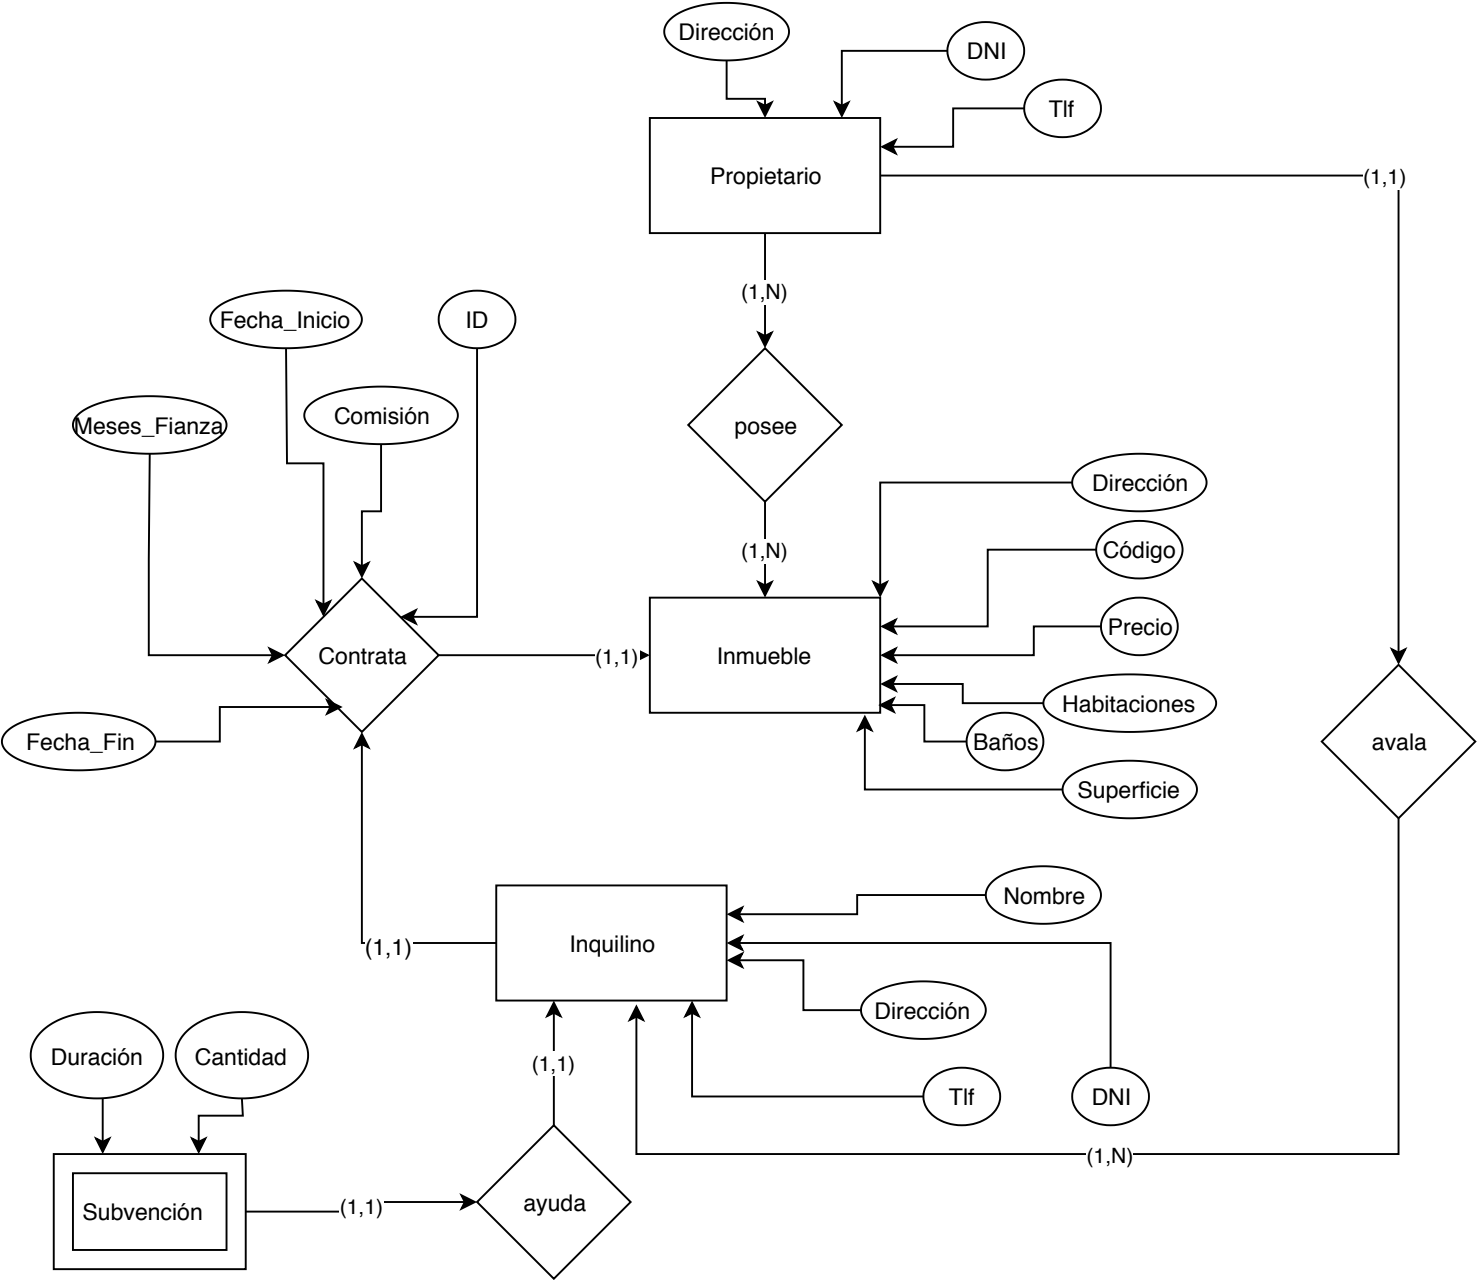 Dirección
DNI
Tlf
Propietario
(1,1)
(1,N)
Fecha_Inicio
ID
Comisión
Meses_Fianza
posee
Dirección
(1,N)
Código
Precio
Contrata
(1,1)
Inmueble
Habitaciones
Fecha_Fin
Baños
avala
Superficie
Nombre
(1,1)
Inquilino
Dirección
Duración
Cantidad
(1,1)
Tlf
DNI
(1,N)
Subvención
(1,1)
ayuda